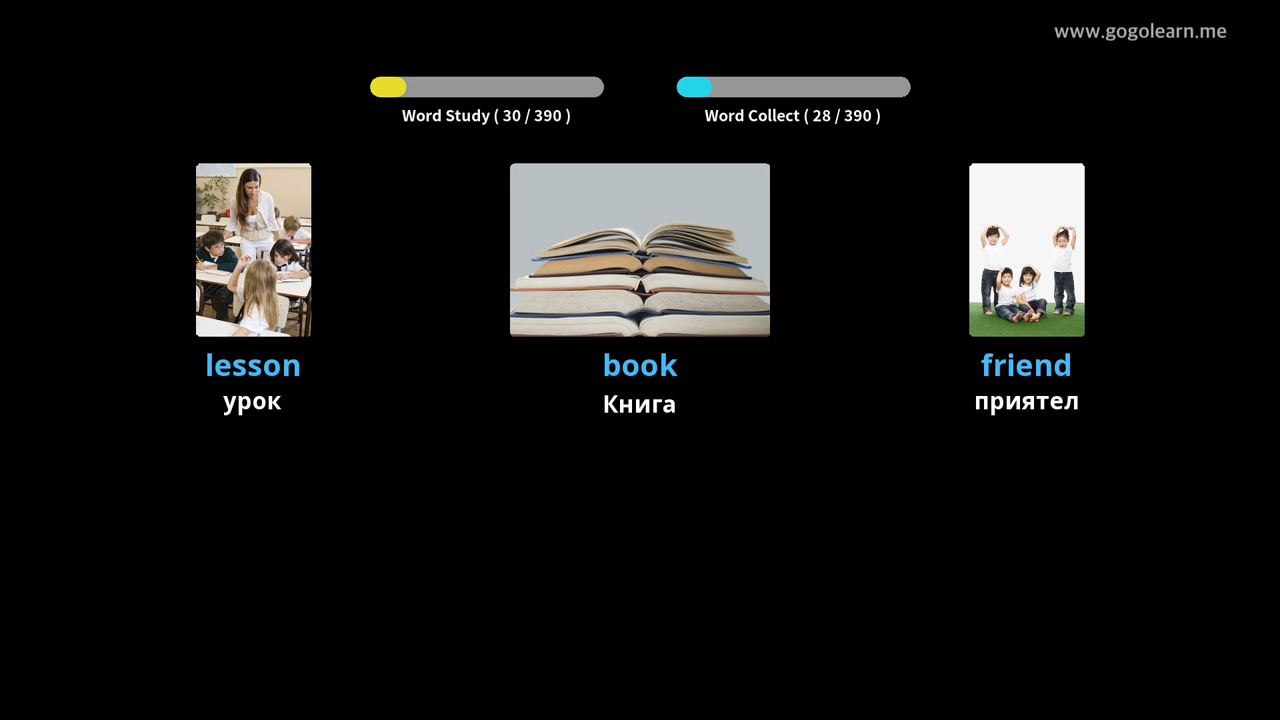 www.gogolearn.me
Word Study ( 30 / 390 )
Word Collect ( 28 / 390 )
lesson
урок
book
Книга
friend
приятел